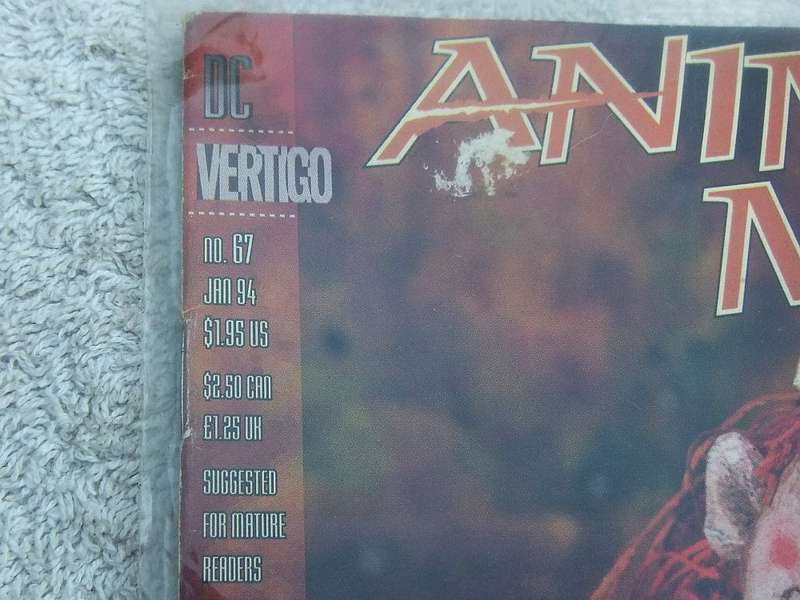 DC
VERTIGO
no. 67
JAN 94
$1.95 US
$2.50 CAN
£1.25 UK
SUGGESTED
FOR MATURE
READERS